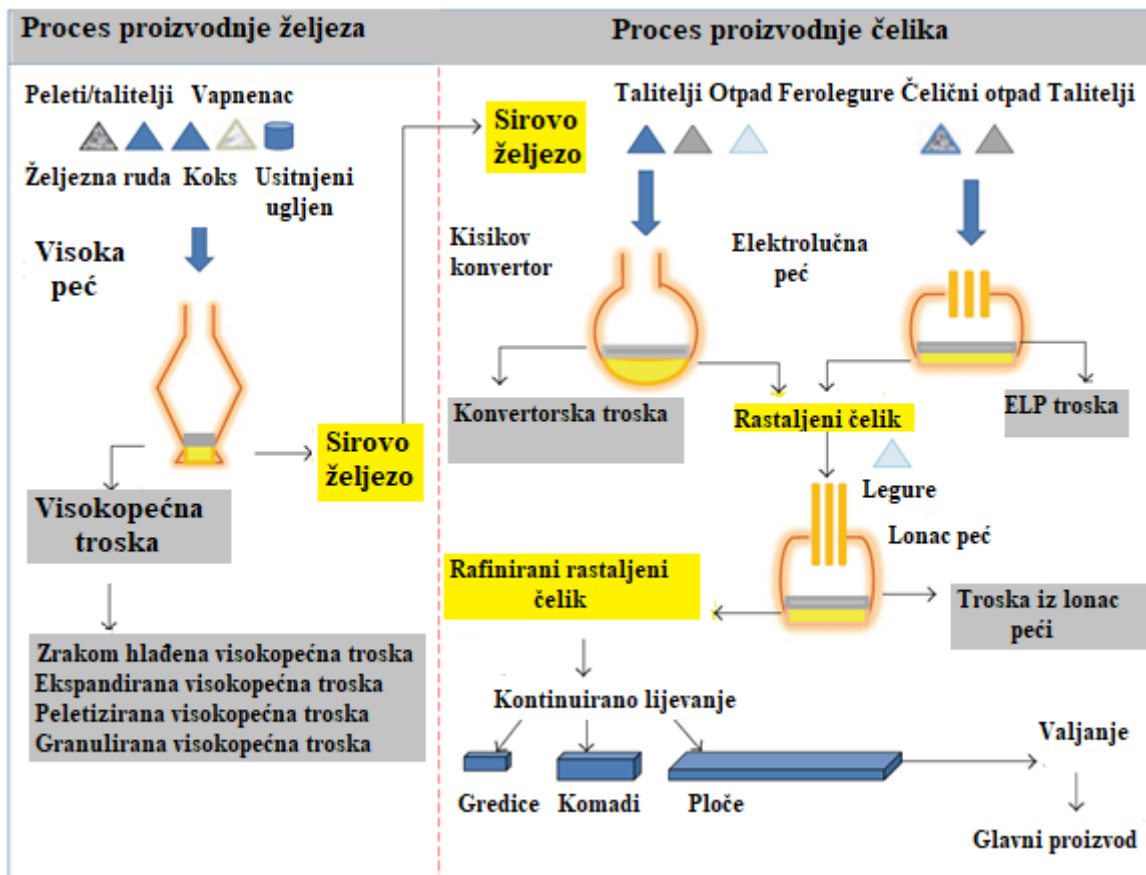 Proces proizvodnje željeza
Peleti/talitelji Vapnenac
Željezna ruda Koks Usitnjeni
ugljen
Visoka
peć
Sirovo
željezo
Visokopećna
troska
Zrakom hlađena visokopećna troska
Ekspandirana visokopećna troska
Peletizirana visokopećna troska
Granulirana visokopećna troska
Proces proizvodnje čelika
Sirovo
željezo
Talitelji Otpad Ferolegure Čelični otpad Talitelji
Kisikov
konvertor
Elektrolučna
peć
Konvertorska troska
Rastaljeni čelik
ELP troska
Legure
Lonac peć
Rafinirani rastaljeni
čelik
Troska iz lonac
peći
Kontinuirano lijevanje
Valjanje
Gredice Komadi Ploče
Glavni proizvod